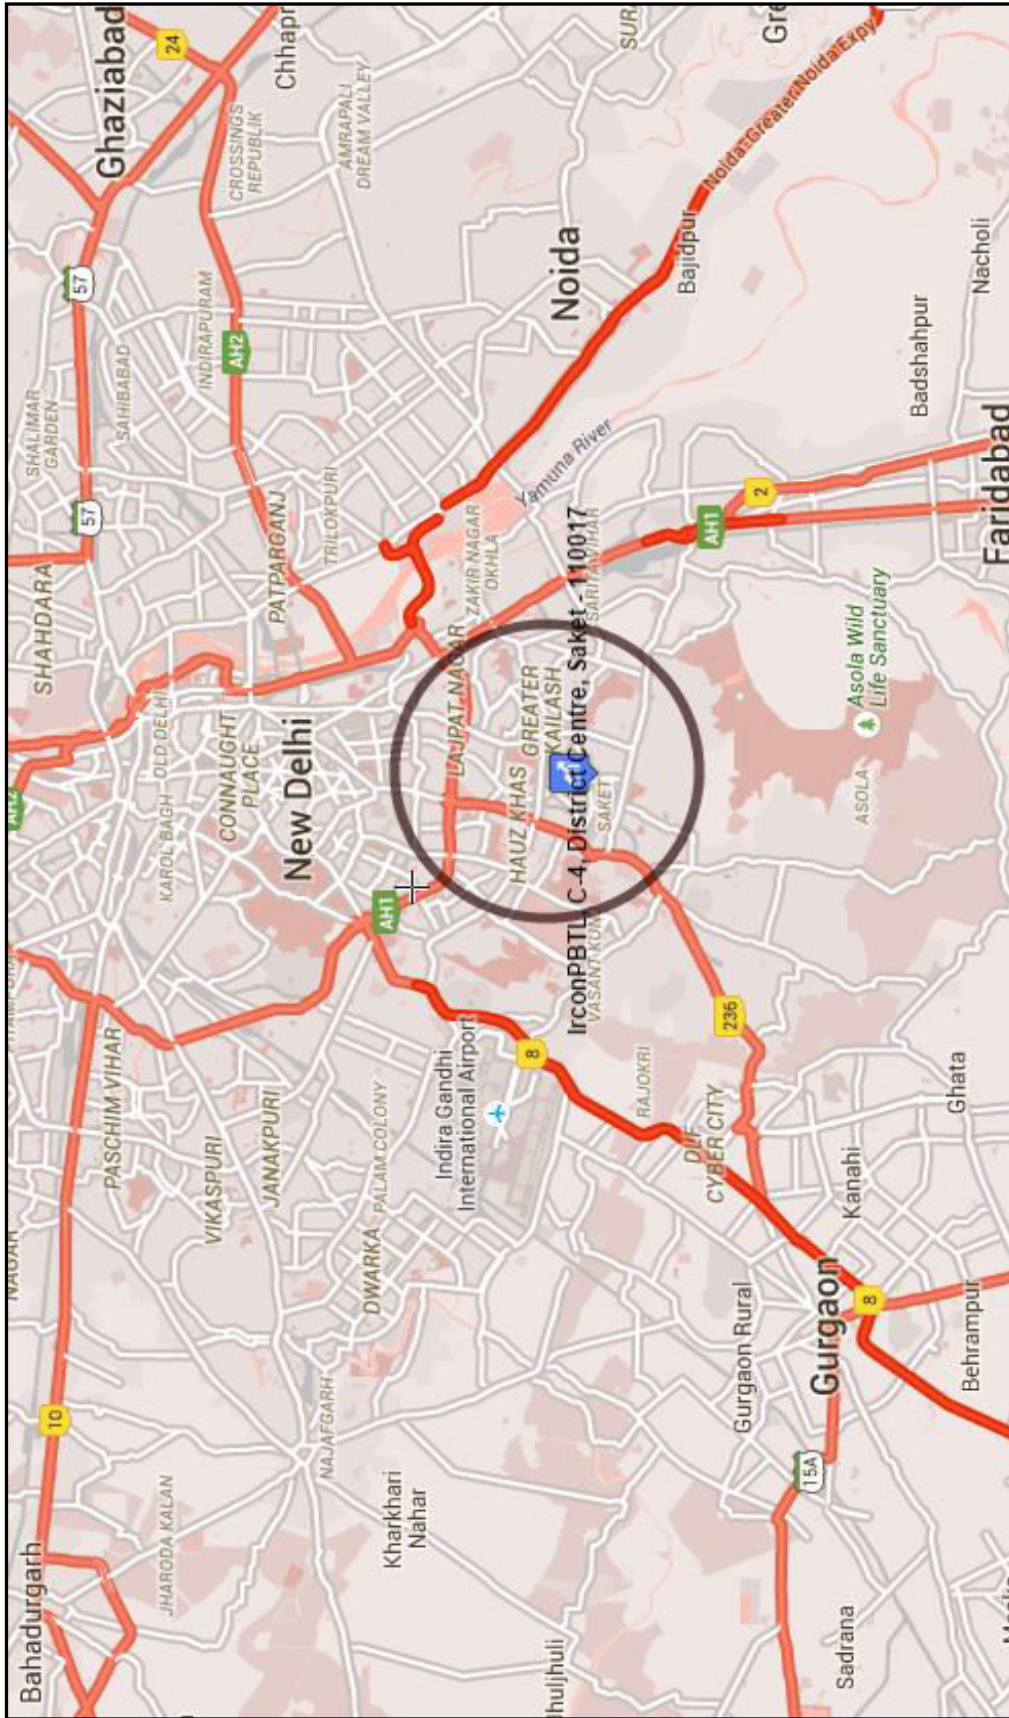 NAGAR
Bahadurgarh
SHAHDARA
SHALIMAR
GARDEN
10
57
57
PASCHIM VIHAR
Ghaziabad
SAHIBABAD
OLD DELHI
JHARODA KALAN
KAROL BAGH
24
VIKASPURI
CONNAUGHT
PLACE
INDIRAPURAM
AH2
CROSSINGS
REPUBLIK
JANAKPURI
PATPARGANJ
New Delhi
NAJAFGARH
TRILOKPURI
AMRAPALI
DREAM VALLEY
DWARKA
PALAM COLONY
AH1
Kharkhari
Nahar
Indira Gandhi
International Airport
LAJPAT NAGAR
ZAKIR NAGAR
OKHLA
HAUZ KHAS
GREATER
KAILASH
8
Yamuna River
Noida
IrconPBTL, C-4, District Centre, Saket - 110017
VASANT KUNJ
SAKET
SARITA VIHAR
RAJOKRI
Bajidpur
DLF
CYBER CITY
AH1
236
Noida-Greater Noida Expy
Gurgaon Rural
2
15A
Gurgaon
Sadrana
Kanahi
Asola Wild
Life Sanctuary
ASOLA
8
Badshahpur
Ghata
Behrampur
Nacholi
Faridabad